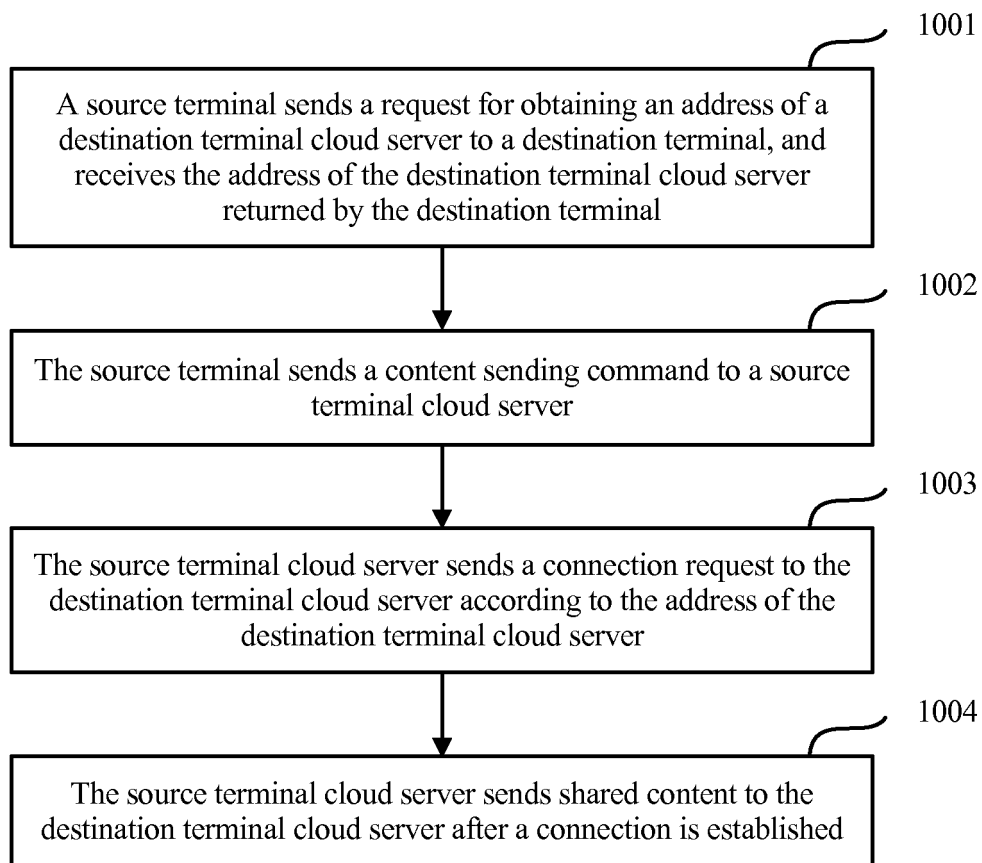 1001
A source terminal sends a request for obtaining an address of a
destination terminal cloud server to a destination terminal, and
receives the address of the destination terminal cloud server
returned by the destination terminal
1002
The source terminal sends a content sending command to a source
terminal cloud server
1003
The source terminal cloud server sends a connection request to the
destination terminal cloud server according to the address of the
destination terminal cloud server
1004
The source terminal cloud server sends shared content to the
destination terminal cloud server after a connection is established